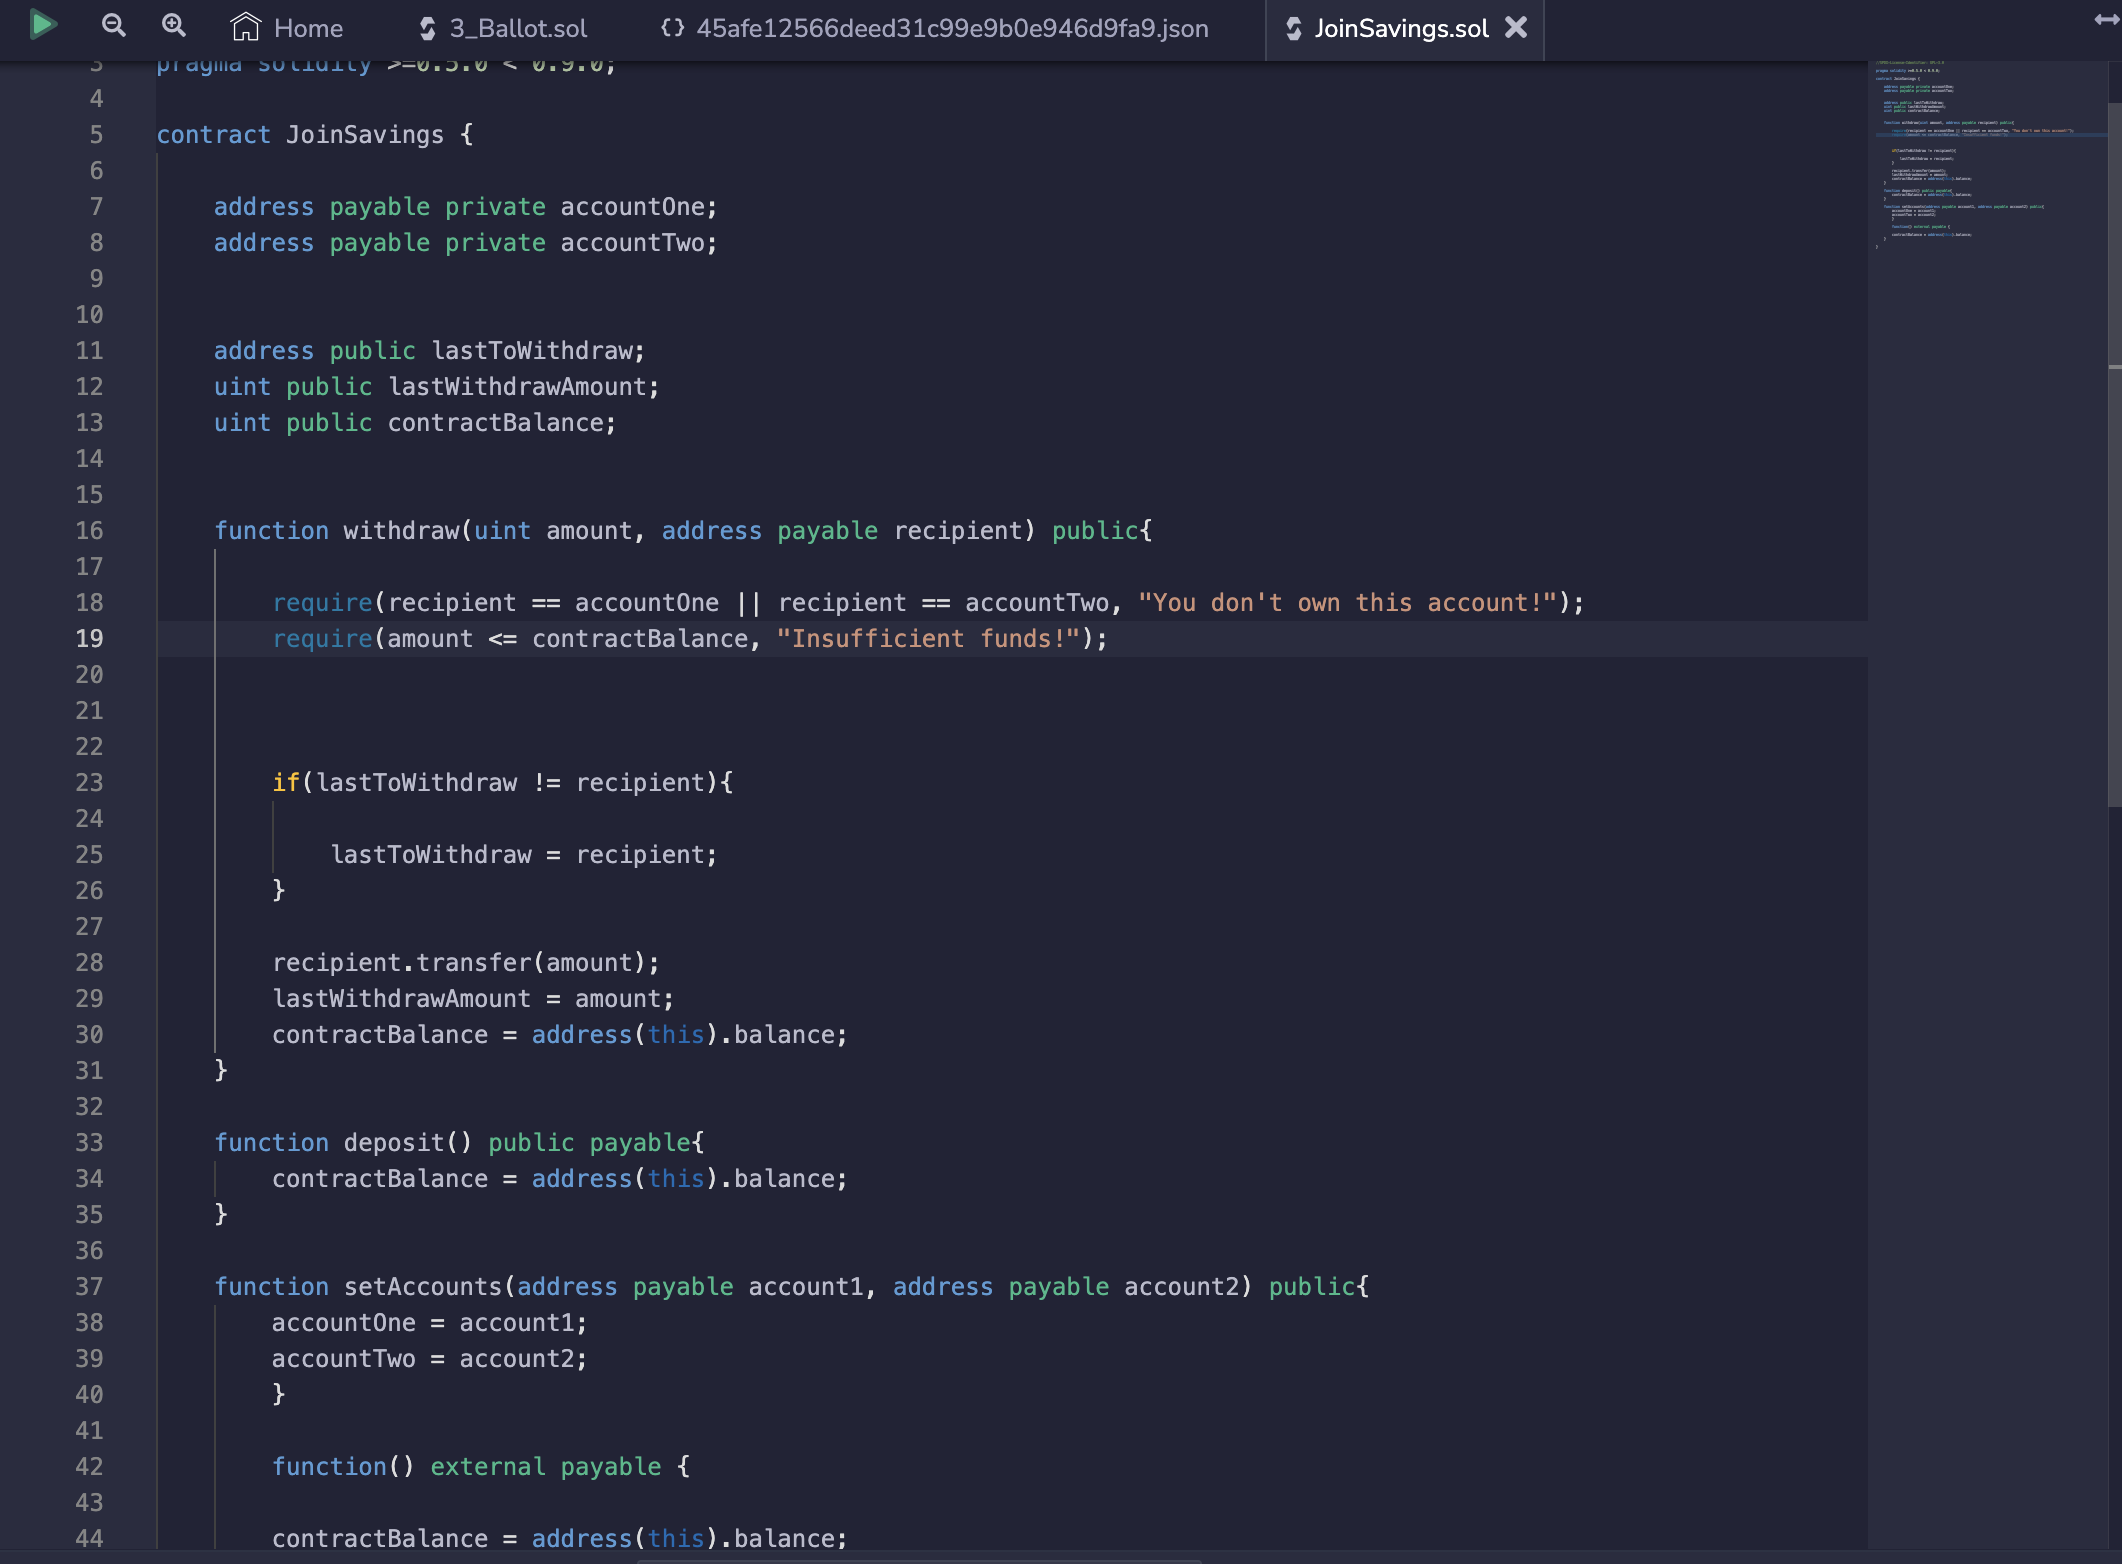 Home 3_Ballot.sol {} 45afe12566deed31c99e9b0e946d9fa9.json JoinSavings.sol
3 pragma solidity >=0.5.0 < 0.9.0;
4
5 contract JoinSavings {
6
7 address payable private accountOne;
8 address payable private accountTwo;
9
10
11 address public lastToWithdraw;
12 uint public lastWithdrawAmount;
13 uint public contractBalance;
14
15
16 function withdraw(uint amount, address payable recipient) public{
17
18 require(recipient == accountOne || recipient == accountTwo, "You don't own this account!");
19 require(amount <= contractBalance, "Insufficient funds!");
20
21
22
23 if(lastToWithdraw != recipient){
24
25 lastToWithdraw = recipient;
26 }
27
28 recipient.transfer(amount);
29 lastWithdrawAmount = amount;
30 contractBalance = address(this).balance;
31 }
32
33 function deposit() public payable{
34 contractBalance = address(this).balance;
35 }
36
37 function setAccounts(address payable account1, address payable account2) public{
38 accountOne = account1;
39 accountTwo = account2;
40 }
41
42 function() external payable {
43
44 contractBalance = address(this).balance;